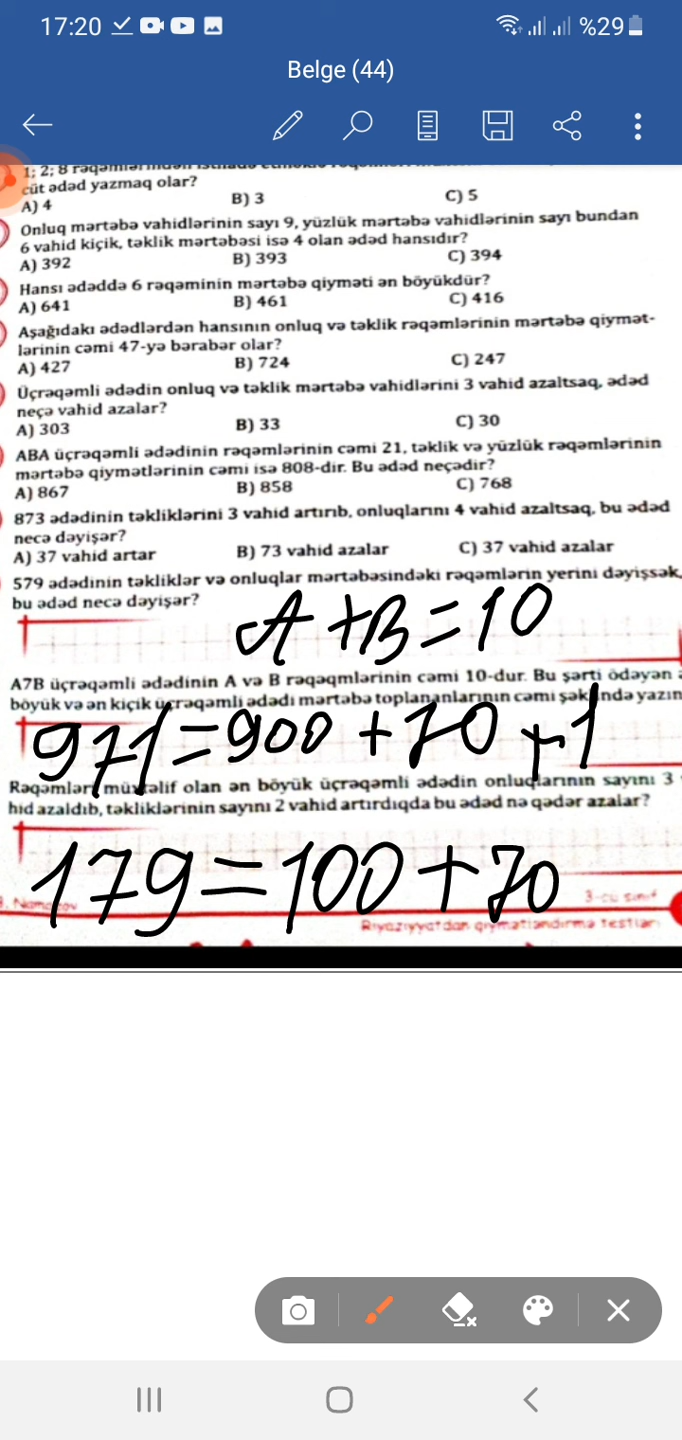 17:20 %29
Belge (44)
1; 2; 8
cüt ədəd yazmaq olar?
A) 4 B) 3 C) 5
Onluq mərtəbə vahidlərinin sayı 9, yüzlük mərtəbə vahidlərinin sayı bundan
6 vahid kiçik, təklik mərtəbəsi isə 4 olan ədəd hansıdır?
A) 392 B) 393 C) 394
Hansı ədəddə 6 rəqəminin mərtəbə qiyməti ən böyükdür?
A) 641 B) 461 C) 416
Aşağıdakı ədədlərdən hansının onluq və təklik rəqəmlərinin mərtəbə qiymət-
lərinin cəmi 47-yə bərabər olar?
A) 427 B) 724 C) 247
Üçrəqəmli ədədin onluq və təklik mərtəbə vahidlərini 3 vahid azaltsaq, ədəd
neçə vahid azalar?
A) 303 B) 33 C) 30
ABA üçrəqəmli ədədinin rəqəmlərinin cəmi 21, təklik və yüzlük rəqəmlərinin
mərtəbə qiymətlərinin cəmi isə 808-dir. Bu ədəd neçədir?
A) 867 B) 858 C) 768
873 ədədinin təkliklərini 3 vahid artırıb, onluqlarını 4 vahid azaltsaq, bu ədəd
necə dəyişər?
A) 37 vahid artar B) 73 vahid azalar C) 37 vahid azalar
579 ədədinin təkliklər və onluqlar mərtəbəsindəki rəqəmlərin yerini dəyişsək,
bu ədəd necə dəyişər?
A+B=10
A7B üçrəqəmli ədədinin A və B rəqəqmlərinin cəmi 10-dur. Bu şərti ödəyən ə
böyük və ən kiçik üçrəqəmli ədədi mərtəbə toplananlarının cəmi şəklində yazın
971=900+70+1
Rəqəmləri müxtəlif olan ən böyük üçrəqəmli ədədin onluqlarının sayını 3
hid azaldıb, təkliklərinin sayını 2 vahid artırdıqda bu ədəd nə qədər azalar?
179=100+70
3-cü sinif
Riyaziyyatdan qiymətləndirmə testləri